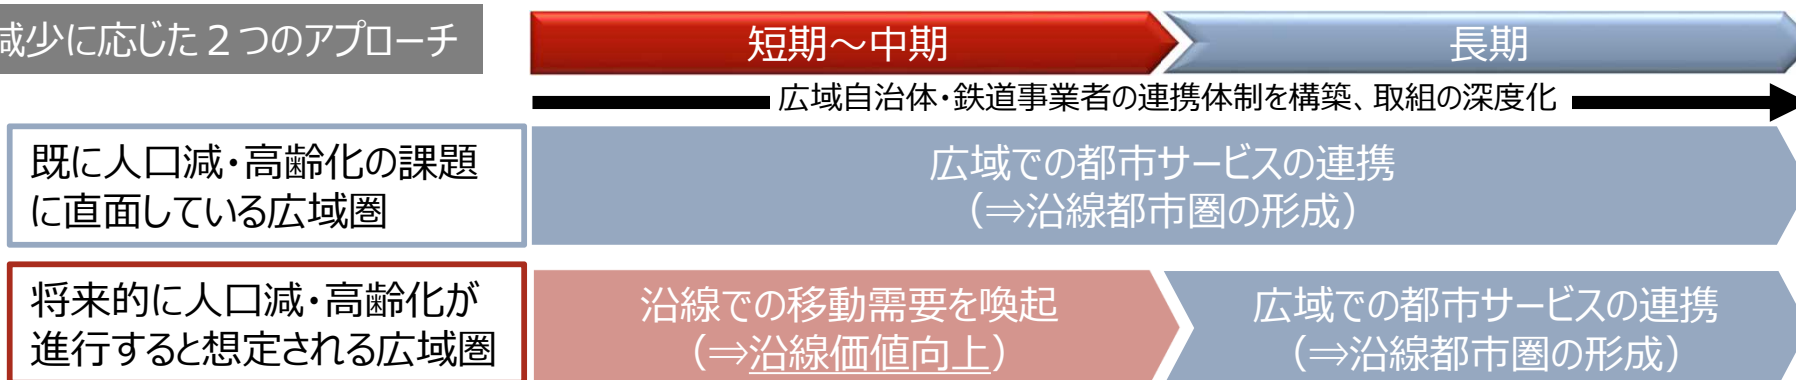 減少に応じた２つのアプローチ
短期～中期
長期
広域自治体・鉄道事業者の連携体制を構築、取組の深度化
既に人口減・高齢化の課題
に直面している広域圏
広域での都市サービスの連携
（⇒沿線都市圏の形成）
将来的に人口減・高齢化が
進行すると想定される広域圏
沿線での移動需要を喚起
（⇒沿線価値向上）
広域での都市サービスの連携
（⇒沿線都市圏の形成）